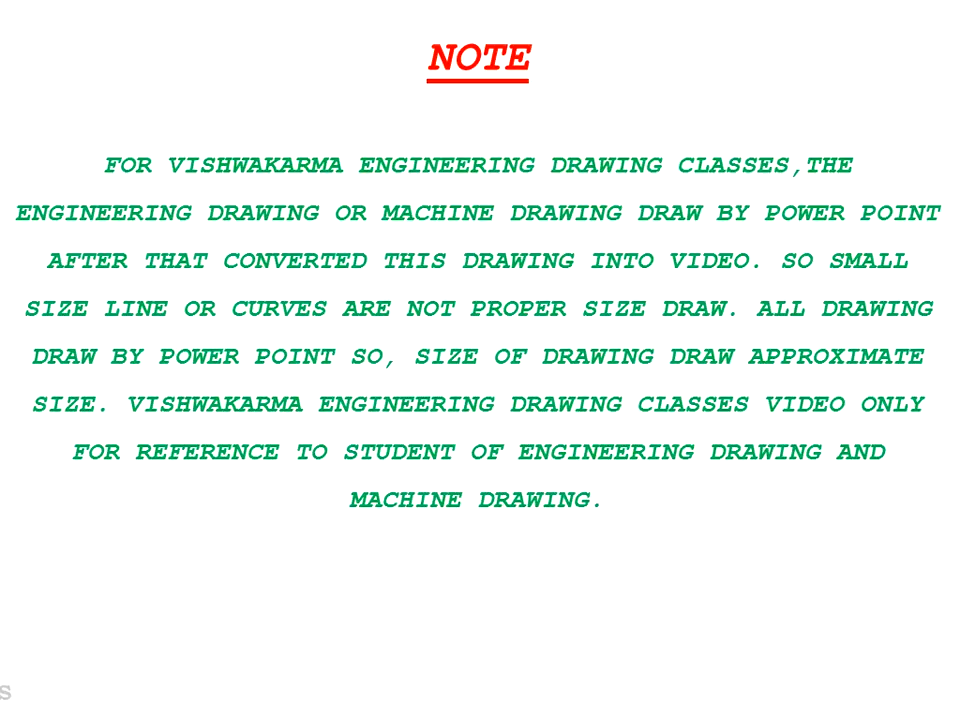 NOTE
FOR VISHWAKARMA ENGINEERING DRAWING CLASSES,THE
ENGINEERING DRAWING OR MACHINE DRAWING DRAW BY POWER POINT
AFTER THAT CONVERTED THIS DRAWING INTO VIDEO. SO SMALL
SIZE LINE OR CURVES ARE NOT PROPER SIZE DRAW. ALL DRAWING
DRAW BY POWER POINT SO, SIZE OF DRAWING DRAW APPROXIMATE
SIZE. VISHWAKARMA ENGINEERING DRAWING CLASSES VIDEO ONLY
FOR REFERENCE TO STUDENT OF ENGINEERING DRAWING AND
MACHINE DRAWING.
S